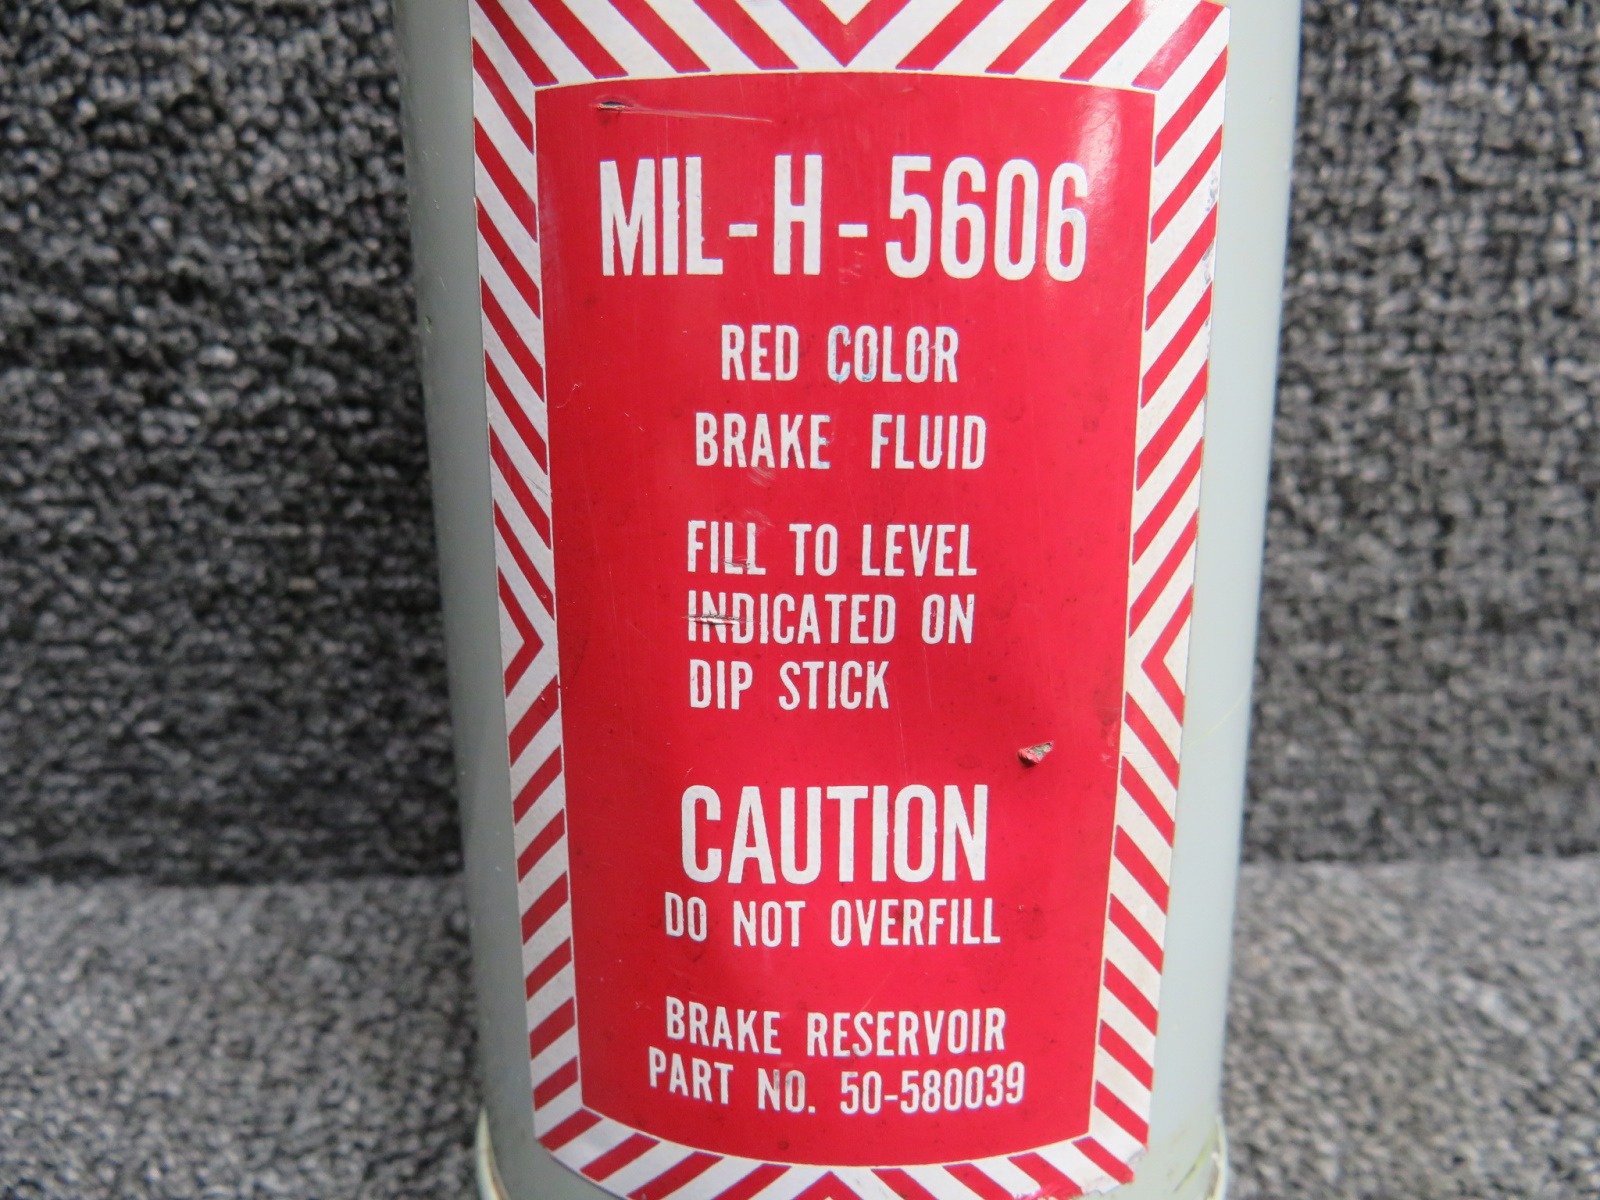 MIL-H-5606
RED COLOR
BRAKE FLUID
FILL TO LEVEL
INDICATED ON
DIP STICK
CAUTION
DO NOT OVERFILL
BRAKE RESERVOIR
PART NO. 50-580039